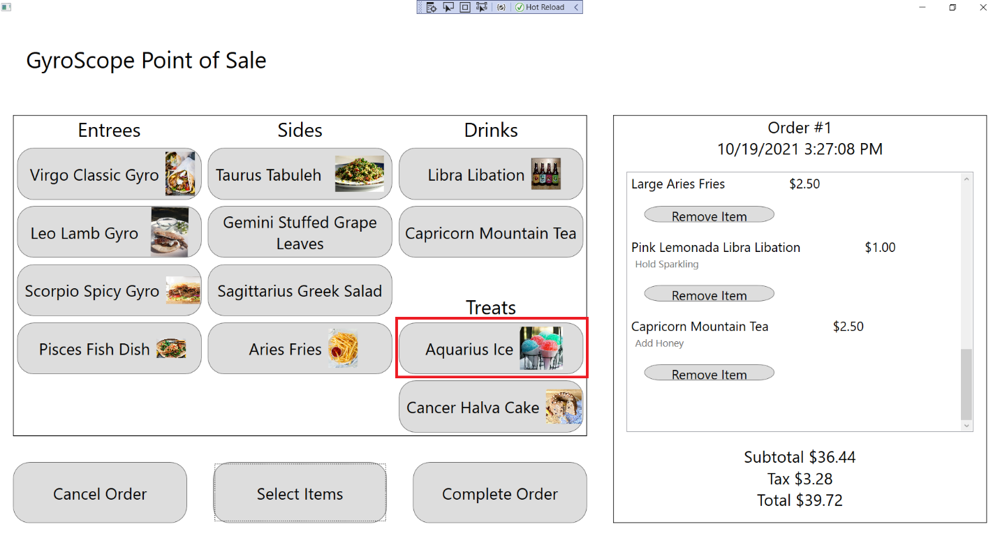 Hot Reload
GyroScope Point of Sale
Entrees
Sides
Drinks
Virgo Classic Gyro
Taurus Tabuleh
Libra Libation
Leo Lamb Gyro
Gemini Stuffed Grape
Leaves
Capricorn Mountain Tea
Scorpio Spicy Gyro
Sagittarius Greek Salad
Treats
Pisces Fish Dish
Aries Fries
Aquarius Ice
Cancer Halva Cake
Cancel Order
Select Items
Complete Order
Order #1
10/19/2021 3:27:08 PM
Large Aries Fries $2.50
Remove Item
Pink Lemonada Libra Libation $1.00
Hold Sparkling
Remove Item
Capricorn Mountain Tea $2.50
Add Honey
Remove Item
Subtotal $36.44
Tax $3.28
Total $39.72